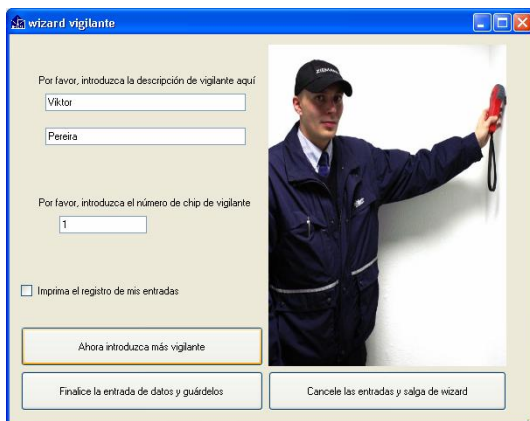 wizard vigilante
Por favor, introduzca la descripción de vigilante aquí
Viktor
Pereira
Por favor, introduzca el número de chip de vigilante
1
Imprima el registro de mis entradas
Ahora introduzca más vigilante
Finalice la entrada de datos y guárdelos
Cancele las entradas y salga de wizard